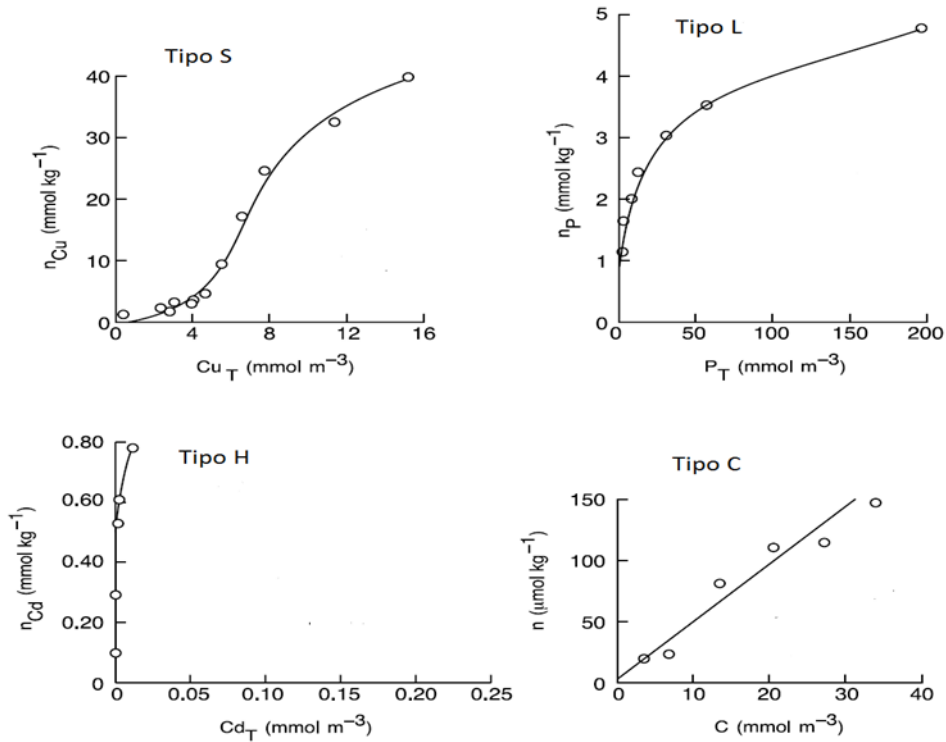 Tipo S
40
30
20
10
0
n_Cu (mmol kg⁻¹)
0 4 8 12 16
Cu_T (mmol m⁻³)
Tipo L
5
4
3
2
1
0
n_P (mmol kg⁻¹)
0 50 100 150 200
P_T (mmol m⁻³)
Tipo H
0.80
0.60
0.40
0.20
0
n_Cd (mmol kg⁻¹)
0 0.05 0.10 0.15 0.20 0.25
Cd_T (mmol m⁻³)
Tipo C
150
100
50
0
n (μmol kg⁻¹)
0 10 20 30 40
C (mmol m⁻³)